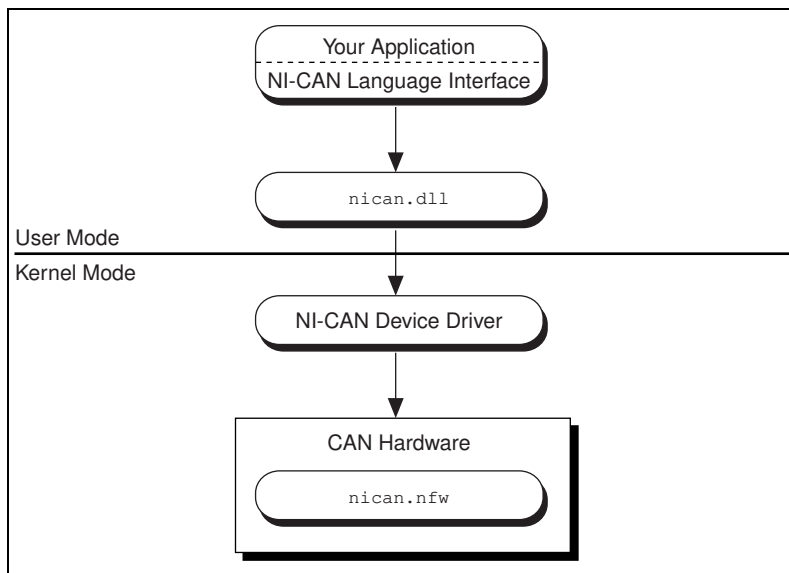 Your Application
NI-CAN Language Interface
nican.dll
User Mode
Kernel Mode
NI-CAN Device Driver
CAN Hardware
nican.nfw